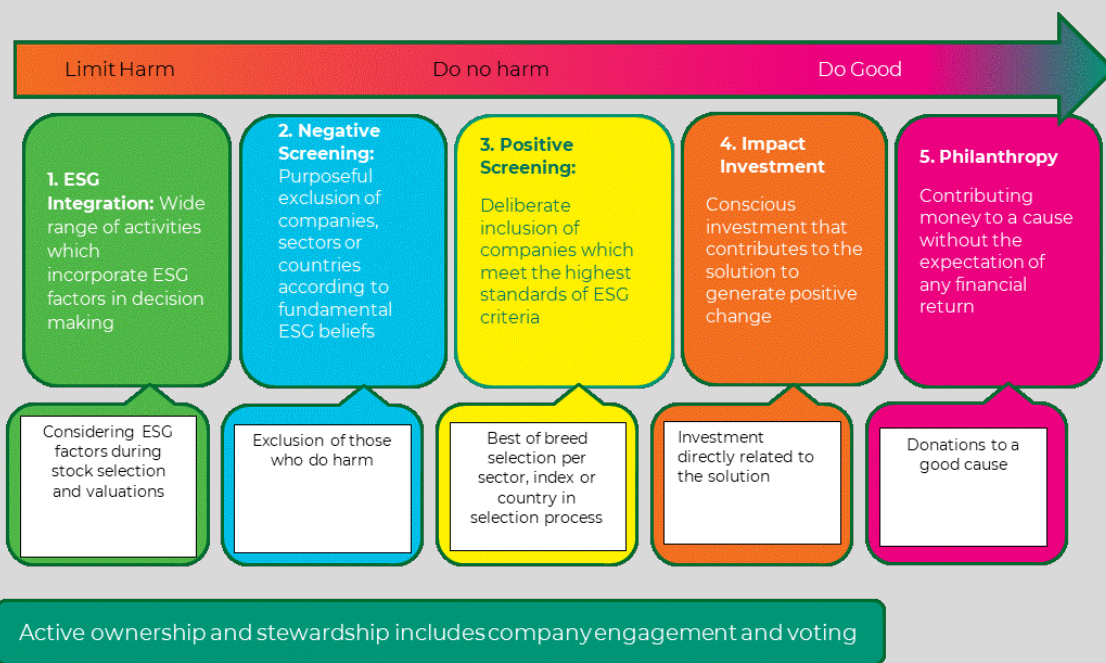 Limit Harm
Do no harm
Do Good
1. ESG
Integration: Wide
range of activities
which
incorporate ESG
factors in decision
making
2. Negative
Screening:
Purposeful
exclusion of
companies,
sectors or
countries
according to
fundamental
ESG beliefs
3. Positive
Screening:
Deliberate
inclusion of
companies which
meet the highest
standards of ESG
criteria
4. Impact
Investment
Conscious
investment that
contributes to the
solution to
generate positive
change
5. Philanthropy
Contributing
money to a cause
without the
expectation of
any financial
return
Considering ESG
factors during
stock selection
and valuations
Exclusion of those
who do harm
Best of breed
selection per
sector, index or
country in
selection process
Investment
directly related to
the solution
Donations to a
good cause
Active ownership and stewardship includes company engagement and voting